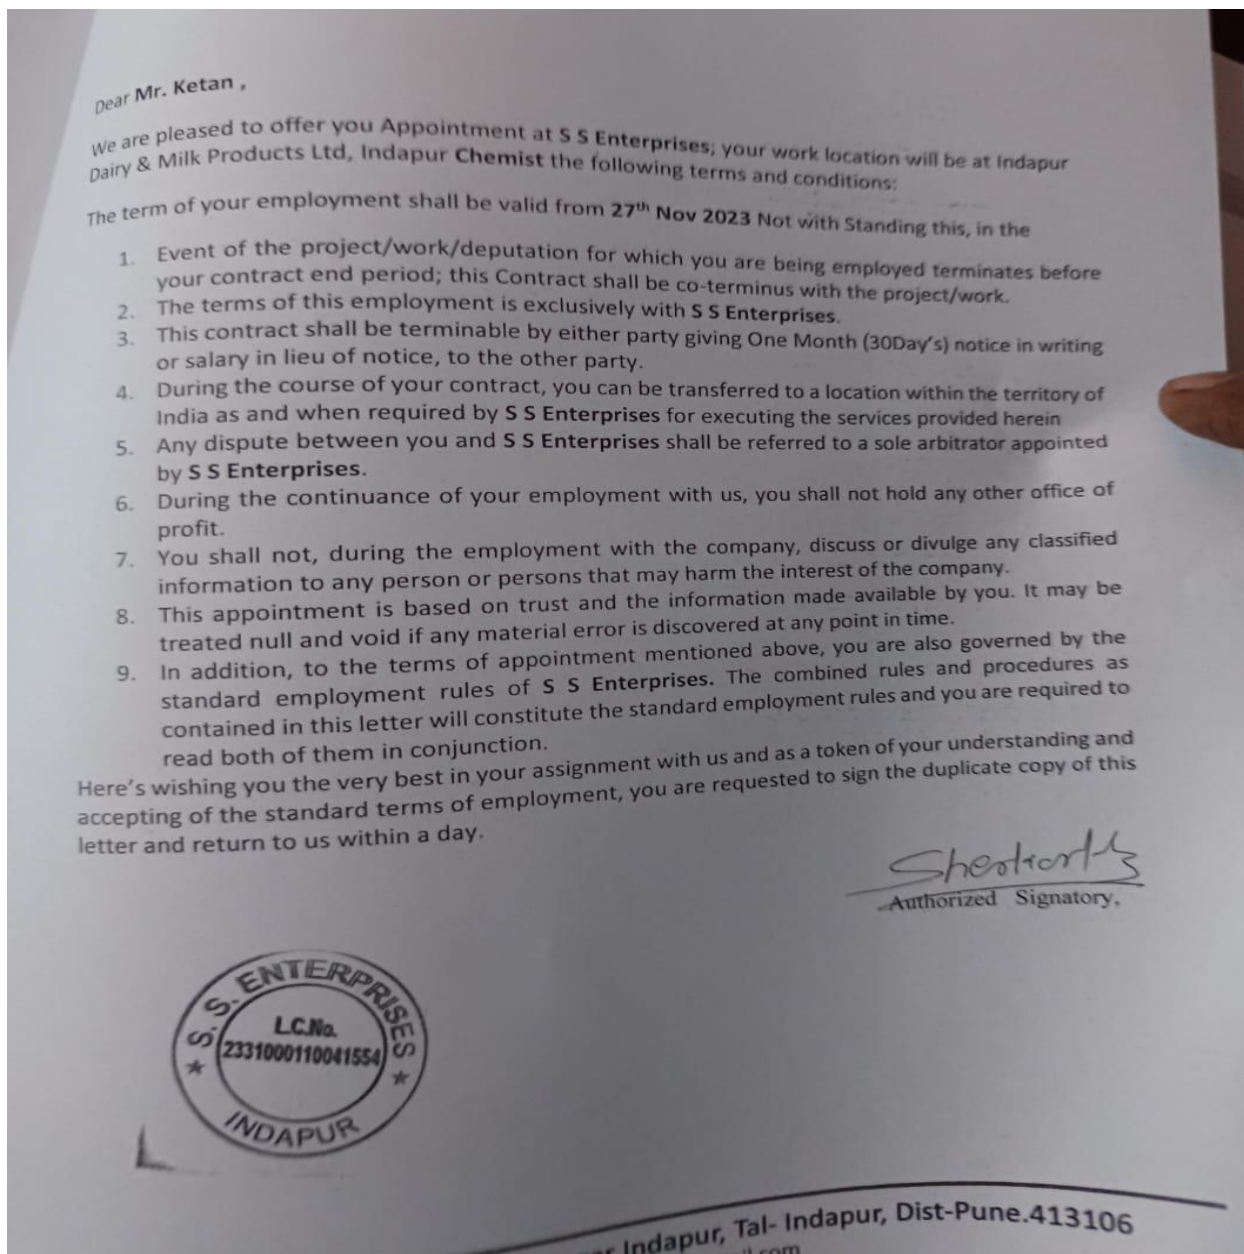 Dear Mr. Ketan ,
We are pleased to offer you Appointment at S S Enterprises; your work location will be at Indapur
Dairy & Milk Products Ltd, Indapur Chemist the following terms and conditions:
The term of your employment shall be valid from 27th Nov 2023 Not with Standing this, in the
1. Event of the project/work/deputation for which you are being employed terminates before
your contract end period; this Contract shall be co-terminus with the project/work.
2. The terms of this employment is exclusively with S S Enterprises.
3. This contract shall be terminable by either party giving One Month (30Day's) notice in writing
or salary in lieu of notice, to the other party.
4. During the course of your contract, you can be transferred to a location within the territory of
India as and when required by S S Enterprises for executing the services provided herein
5. Any dispute between you and S S Enterprises shall be referred to a sole arbitrator appointed
by S S Enterprises.
6. During the continuance of your employment with us, you shall not hold any other office of
profit.
7. You shall not, during the employment with the company, discuss or divulge any classified
information to any person or persons that may harm the interest of the company.
8. This appointment is based on trust and the information made available by you. It may be
treated null and void if any material error is discovered at any point in time.
9. In addition, to the terms of appointment mentioned above, you are also governed by the
standard employment rules of S S Enterprises. The combined rules and procedures as
contained in this letter will constitute the standard employment rules and you are required to
read both of them in conjunction.
Here's wishing you the very best in your assignment with us and as a token of your understanding and
accepting of the standard terms of employment, you are requested to sign the duplicate copy of this
letter and return to us within a day.
Authorized Signatory,
S. S. ENTERPRISES
L.C.No.
2331000110041554
INDAPUR
Indapur, Tal- Indapur, Dist-Pune.413106